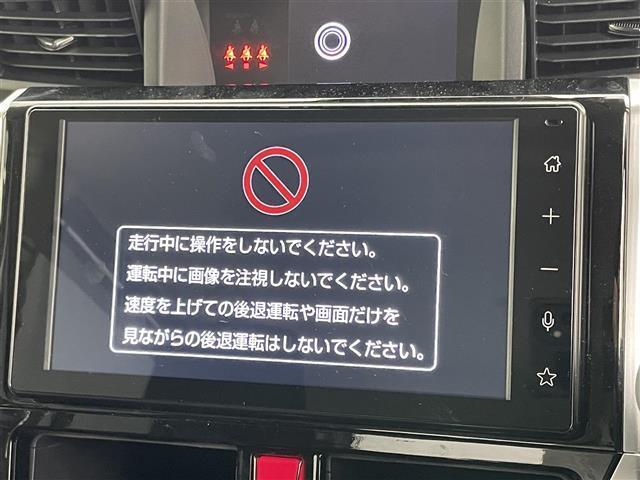 走行中に操作をしないでください。
運転中に画像を注視しないでください。
速度を上げての後退運転や画面だけを
見ながらの後退運転はしないでください。